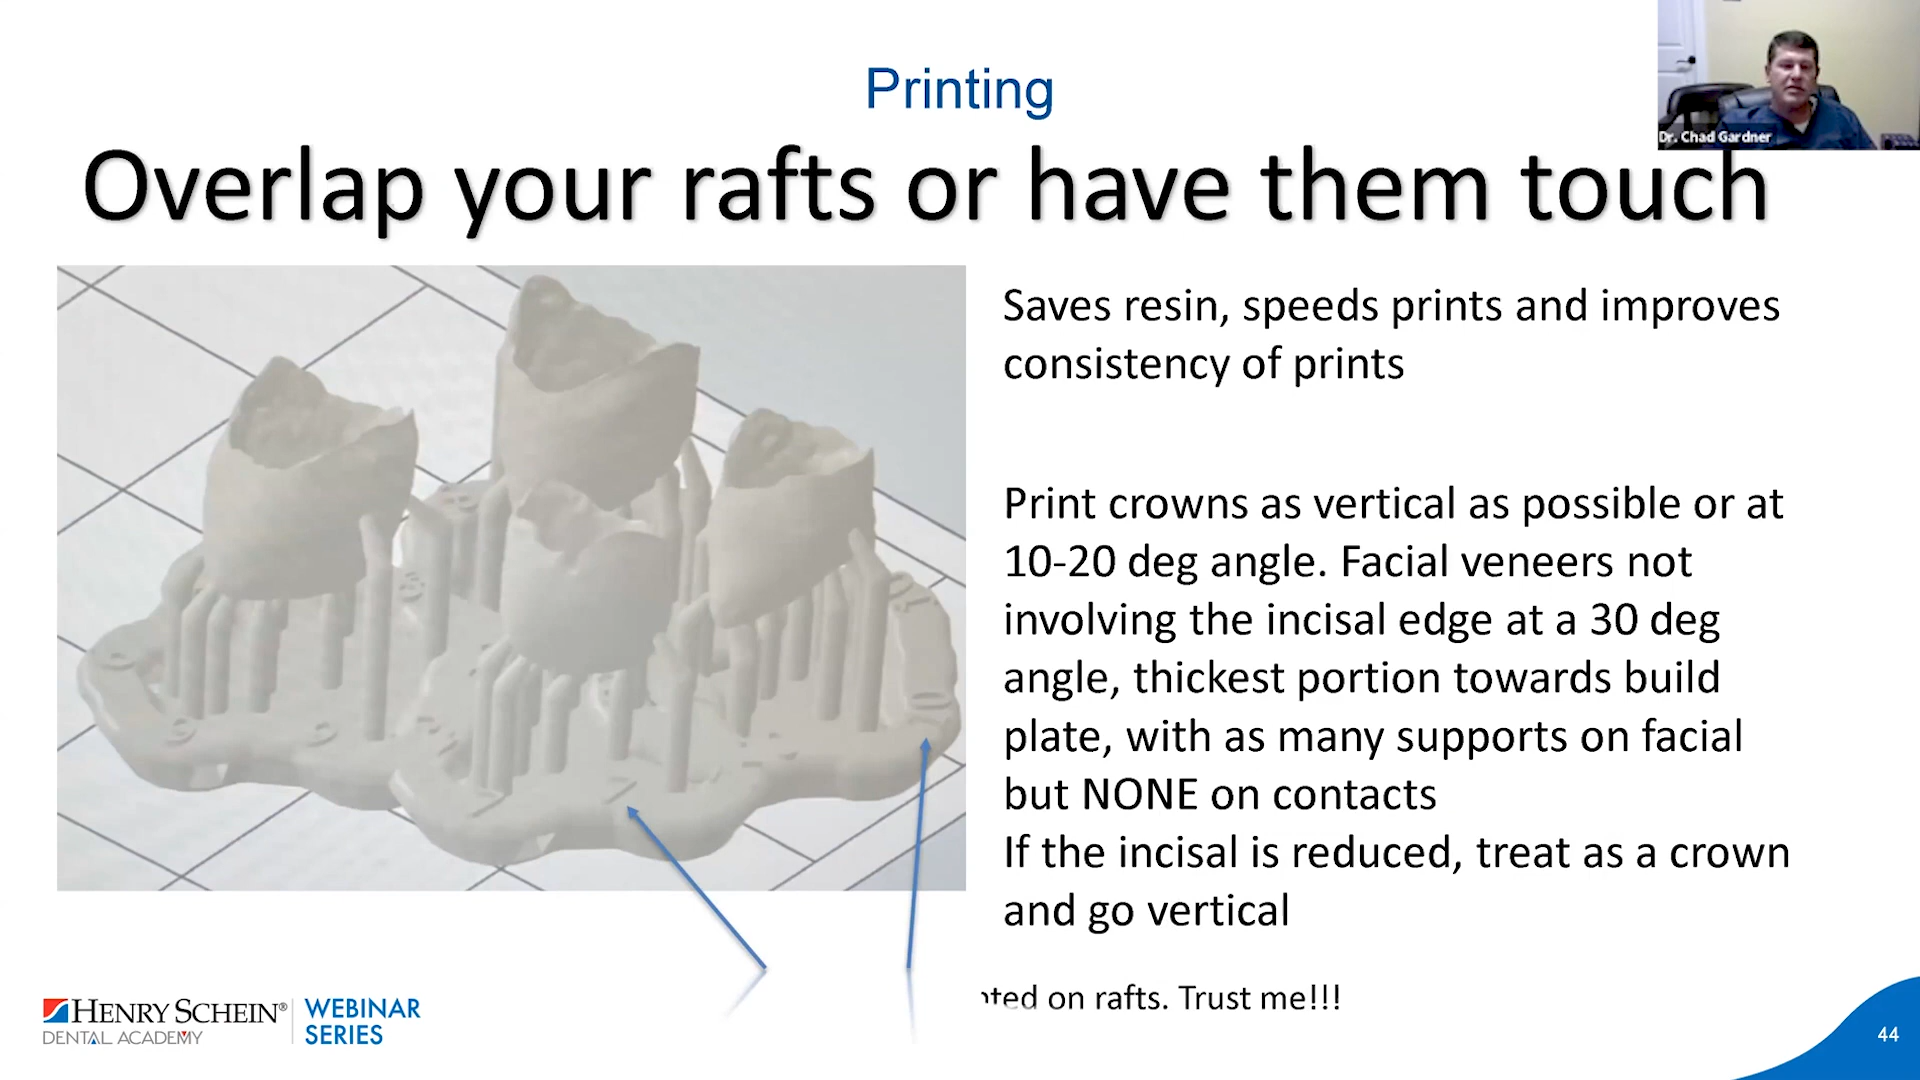 Printing
Dr. Chad Gardner
Overlap your rafts or have them touch
Saves resin, speeds prints and improves
consistency of prints
Print crowns as vertical as possible or at
10-20 deg angle. Facial veneers not
involving the incisal edge at a 30 deg
angle, thickest portion towards build
plate, with as many supports on facial
but NONE on contacts
If the incisal is reduced, treat as a crown
and go vertical
on rafts. Trust me!!!
HENRY SCHEIN®
DENTAL ACADEMY
WEBINAR
SERIES
44